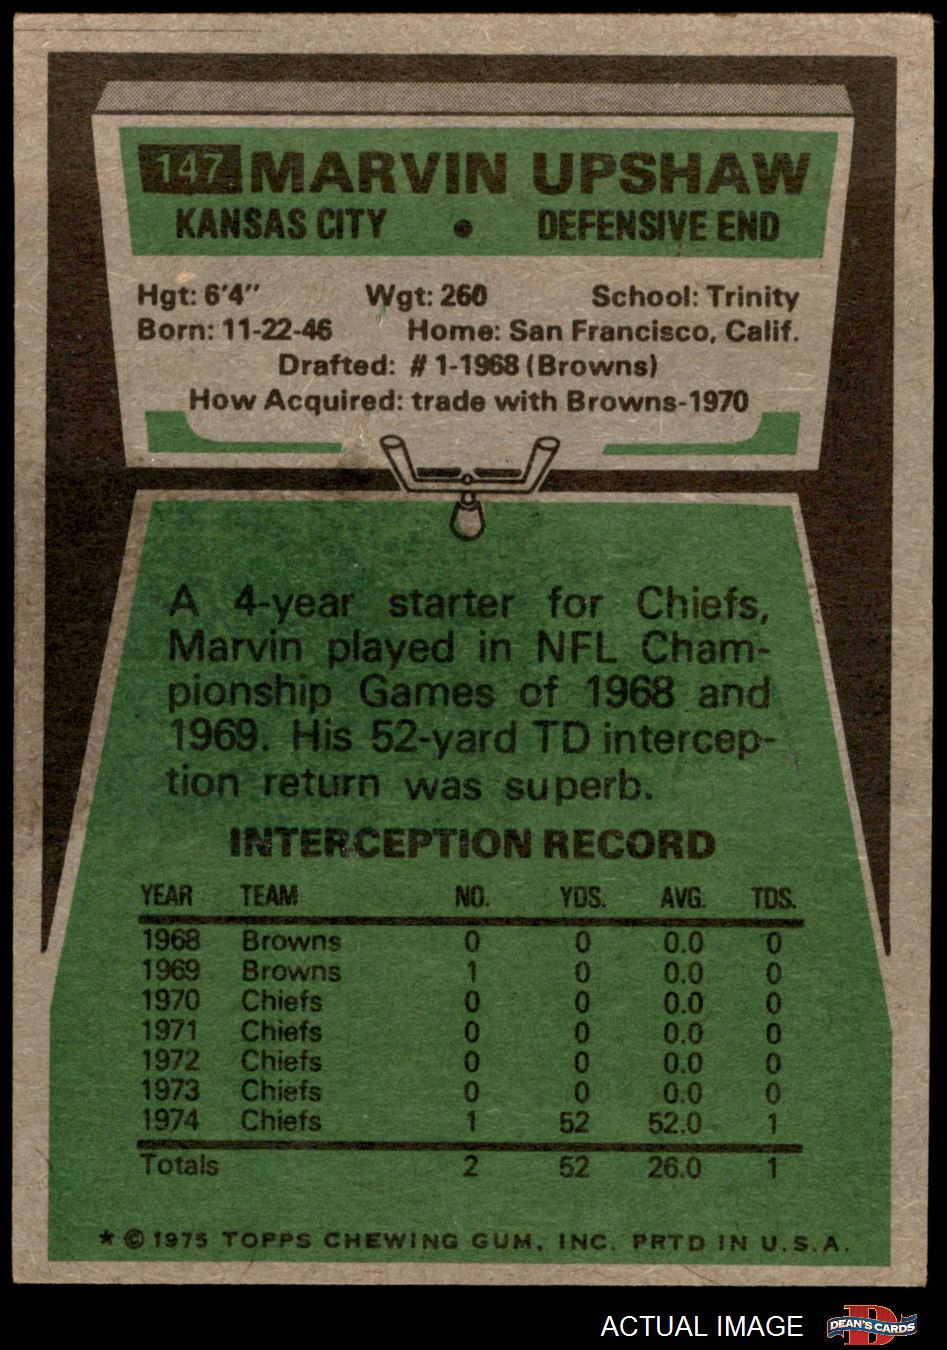 147 MARVIN UPSHAW
KANSAS CITY • DEFENSIVE END
Hgt: 6'4" Wgt: 260 School: Trinity
Born: 11-22-46 Home: San Francisco, Calif.
Drafted: # 1-1968 (Browns)
How Acquired: trade with Browns-1970
A 4-year starter for Chiefs,
Marvin played in NFL Cham-
pionship Games of 1968 and
1969. His 52-yard TD intercep-
tion return was superb.
INTERCEPTION RECORD
YEAR TEAM NO. YDS. AVG. TDS.
1968 Browns 0 0 0.0 0
1969 Browns 1 0 0.0 0
1970 Chiefs 0 0 0.0 0
1971 Chiefs 0 0 0.0 0
1972 Chiefs 0 0 0.0 0
1973 Chiefs 0 0 0.0 0
1974 Chiefs 1 52 52.0 1
Totals 2 52 26.0 1
* © 1975 TOPPS CHEWING GUM, INC. PRTD IN U.S.A.
ACTUAL IMAGE D DEAN'S CARDS